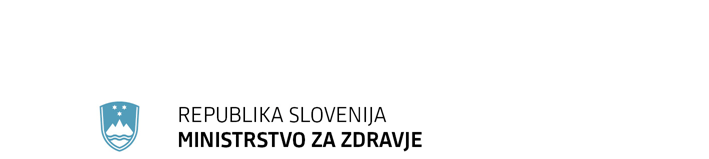 REPUBLIKA SLOVENIJA
MINISTRSTVO ZA ZDRAVJE